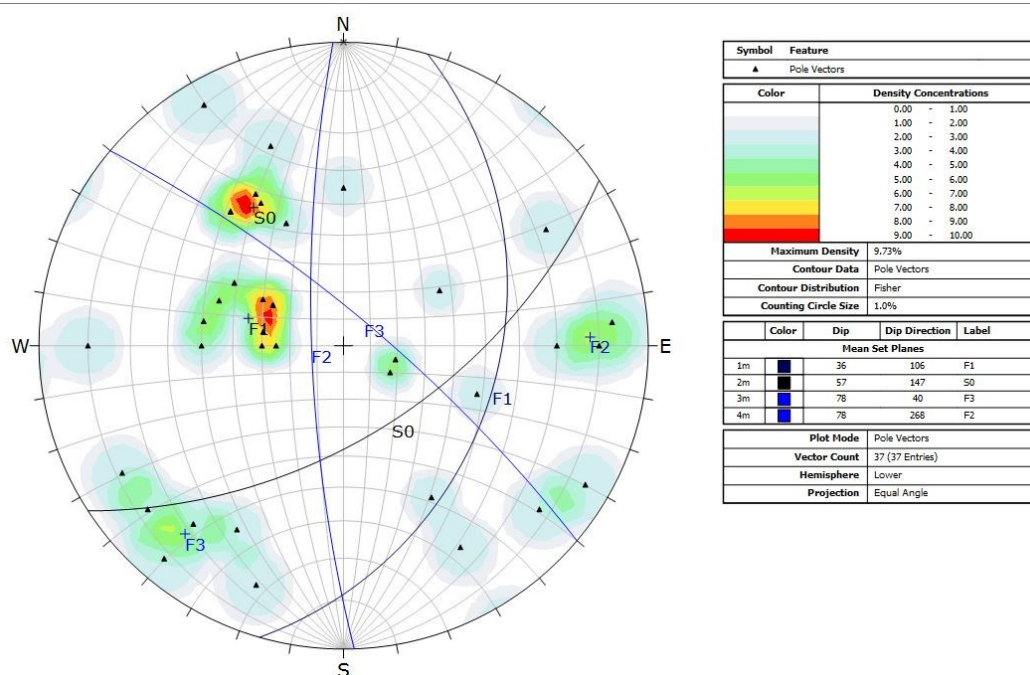 N
S0
F1
F3
W
E
F2
F2
F1
S0
F3
S
Symbol Feature
Pole Vectors
Color Density Concentrations
0.00 - 1.00
1.00 - 2.00
2.00 - 3.00
3.00 - 4.00
4.00 - 5.00
5.00 - 6.00
6.00 - 7.00
7.00 - 8.00
8.00 - 9.00
9.00 - 10.00
Maximum Density 9.73%
Contour Data Pole Vectors
Contour Distribution Fisher
Counting Circle Size 1.0%
Color Dip Dip Direction Label
Mean Set Planes
1m 36 106 F1
2m 57 147 S0
3m 78 40 F3
4m 78 268 F2
Plot Mode Pole Vectors
Vector Count 37 (37 Entries)
Hemisphere Lower
Projection Equal Angle